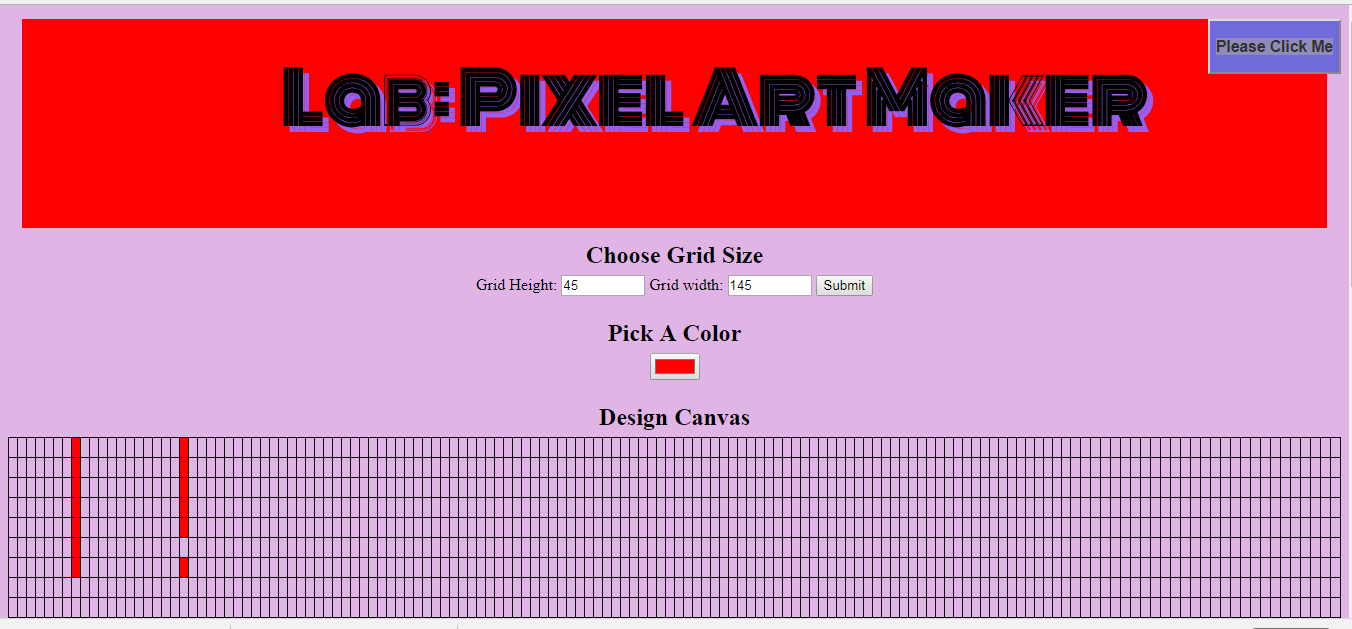 Lab: Pixel Art Maker
Please Click Me
Choose Grid Size
Grid Height: 45 Grid width: 145 Submit
Pick A Color
Design Canvas